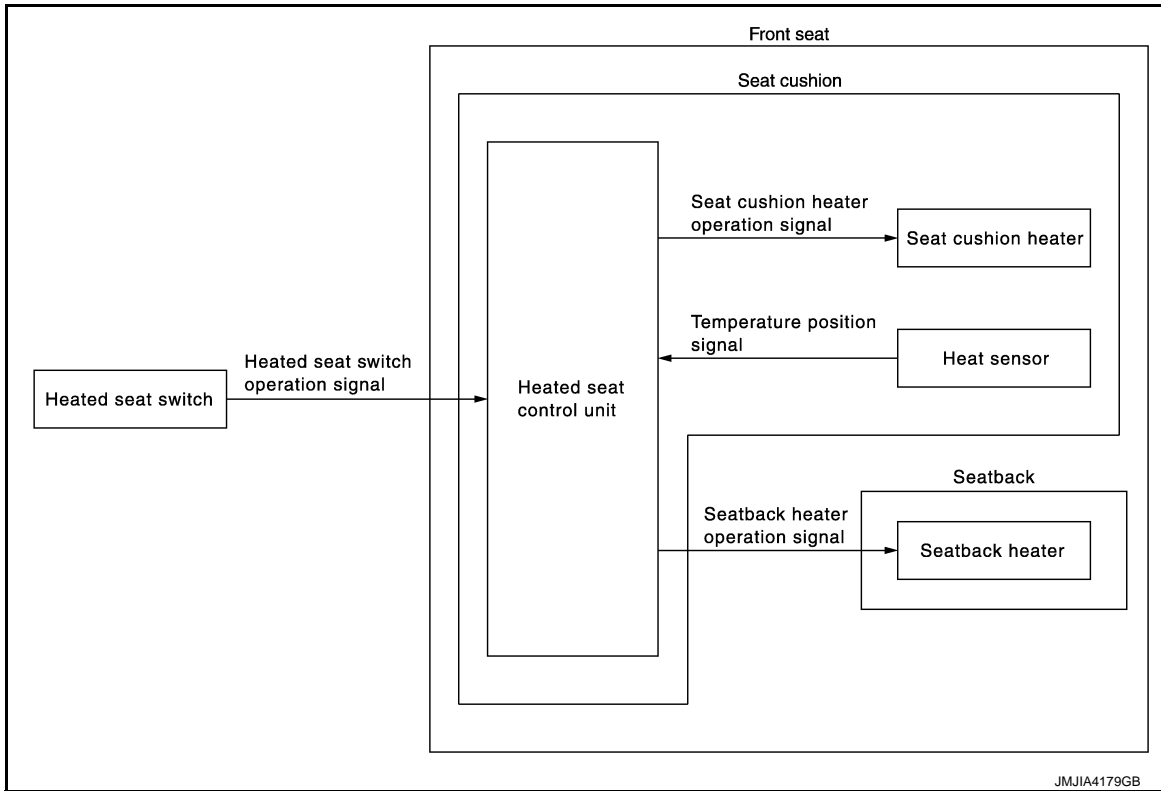 Front seat
Seat cushion
Seat cushion heater
operation signal
Seat cushion heater
Temperature position
signal
Heat sensor
Heated seat switch
operation signal
Heated seat switch
Heated seat
control unit
Seatback
Seatback heater
operation signal
Seatback heater
JMJIA4179GB